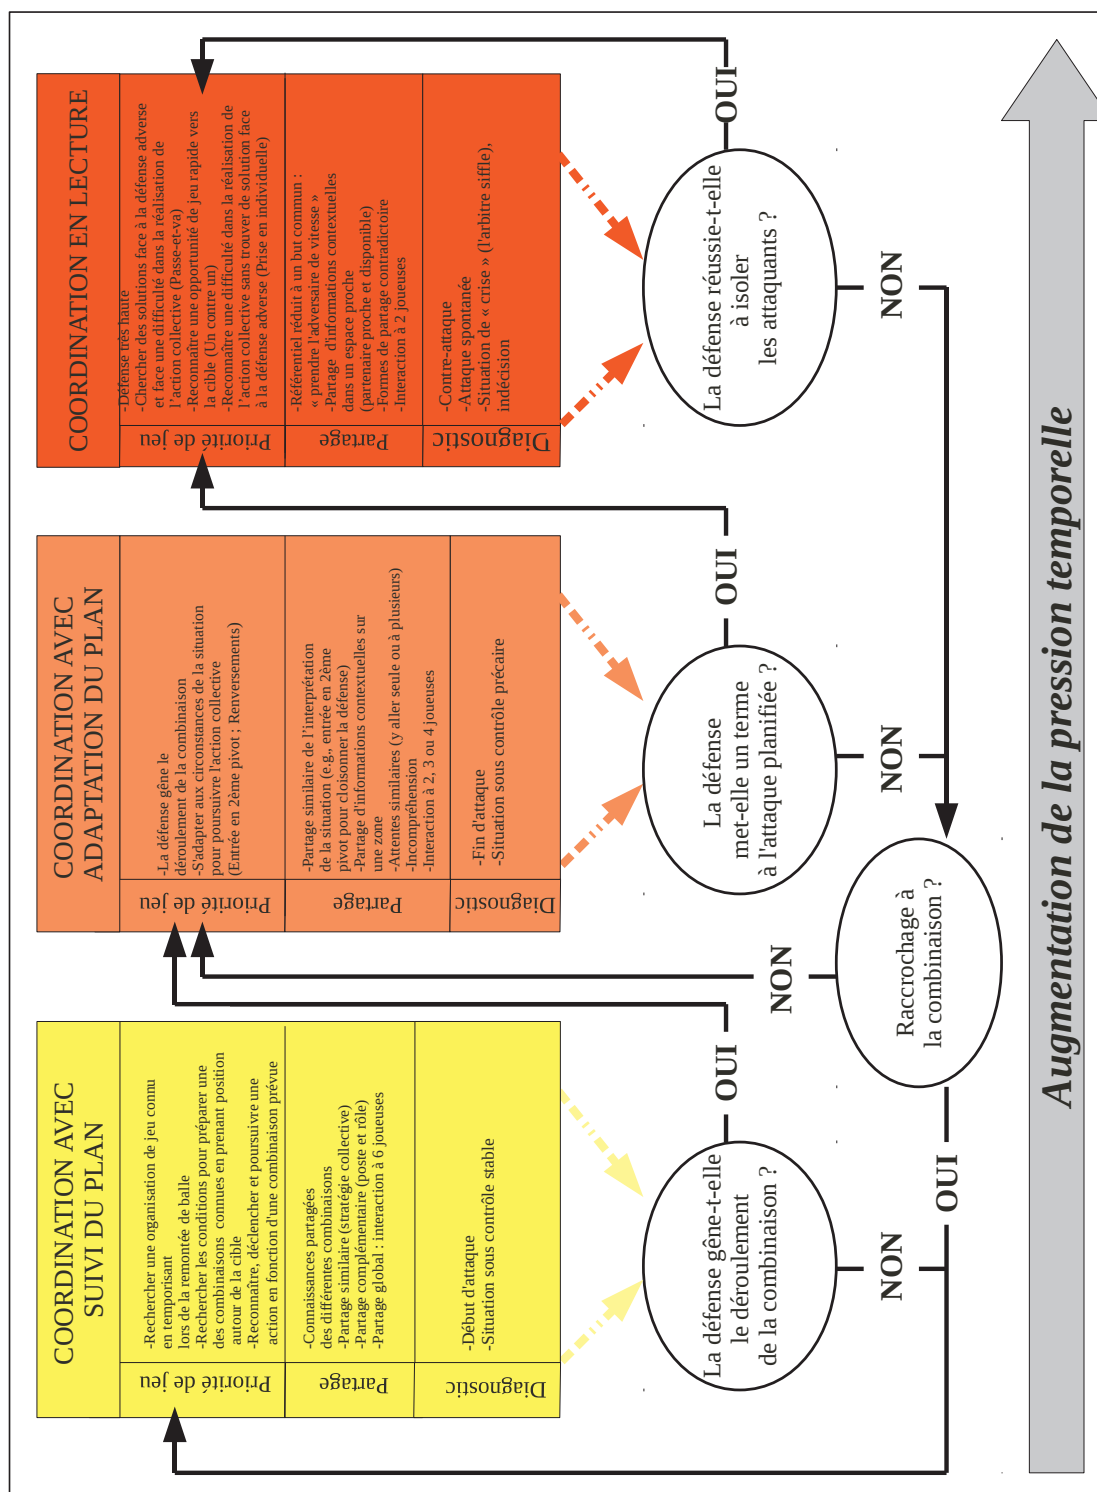 COORDINATION AVEC
SUIVI DU PLAN
Priorité de jeu
-Rechercher une organisation de jeu connu
en temporisant
lors de la remontée de balle
-Rechercher les conditions pour préparer une
des combinaisons connues en prenant position
autour de la cible
-Reconnaître, déclencher et poursuivre une
action en fonction d'une combinaison prévue
Partage
-Connaissances partagées
des différentes combinaisons
-Partage similaire (stratégie collective)
-Partage complémentaire (poste et rôle)
-Partage global : interaction à 6 joueuses
Diagnostic
-Début d'attaque
-Situation sous contrôle stable
COORDINATION AVEC
ADAPTATION DU PLAN
Priorité de jeu
-La défense gêne le
déroulement de la combinaison
-S'adapter aux circonstances de la situation
pour poursuivre l'action collective
(Entrée en 2ème pivot ; Renversements)
Partage
-Partage similaire de l'interprétation
de la situation (e.g., entrée en 2ème
pivot pour cloisonner la défense)
-Partage d'informations contextuelles sur
une zone
-Attentes similaires (y aller seule ou à plusieurs)
-Incompréhension
-Interaction à 2, 3 ou 4 joueuses
Diagnostic
-Fin d'attaque
-Situation sous contrôle précaire
COORDINATION EN LECTURE
Priorité de jeu
-Défense très haute
-Chercher des solutions face à la défense adverse
et face une difficulté dans la réalisation de
l'action collective (Passe-et-va)
-Reconnaître une opportunité de jeu rapide vers
la cible (Un contre un)
-Reconnaître une difficulté dans la réalisation de
l'action collective sans trouver de solution face
à la défense adverse (Prise en individuelle)
Partage
-Référentiel réduit à un but commun :
« prendre l'adversaire de vitesse »
-Partage d'informations contextuelles
dans un espace proche
(partenaire proche et disponible)
-Formes de partage contradictoire
-Interaction à 2 joueuses
Diagnostic
-Contre-attaque
-Attaque spontanée
-Situation de « crise » (l'arbitre siffle),
indécision
La défense gêne-t-elle
le déroulement
de la combinaison ?
OUI
NON
La défense
met-elle un terme
à l'attaque planifiée ?
OUI
NON
La défense réussie-t-elle
à isoler
les attaquants ?
OUI
NON
Raccrochage à
la combinaison ?
NON
OUI
Augmentation de la pression temporelle